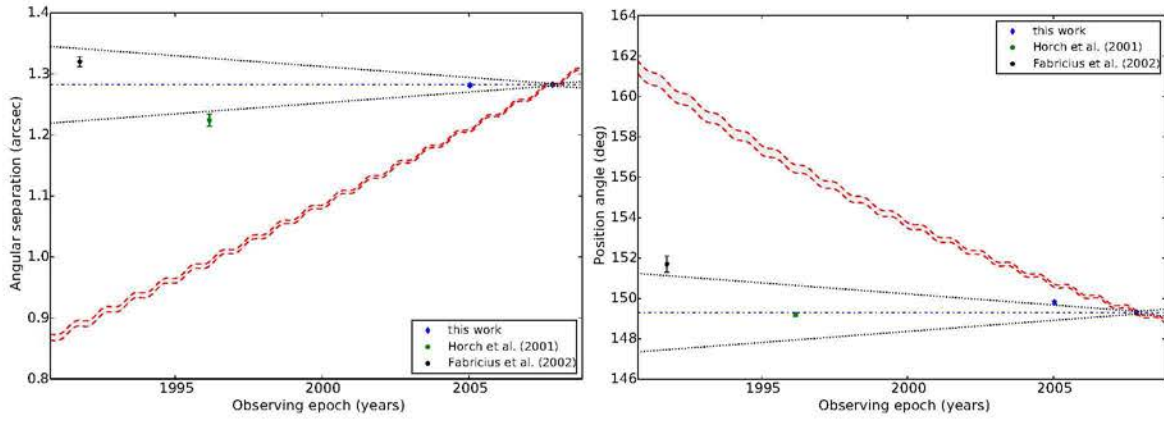 1.4
1.3
1.2
1.1
1.0
0.9
0.8
Angular separation (arcsec)
1995
2000
2005
Observing epoch (years)
this work
Horch et al. (2001)
Fabricius et al. (2002)
164
162
160
158
156
154
152
150
148
146
Position angle (deg)
1995
2000
2005
Observing epoch (years)
this work
Horch et al. (2001)
Fabricius et al. (2002)